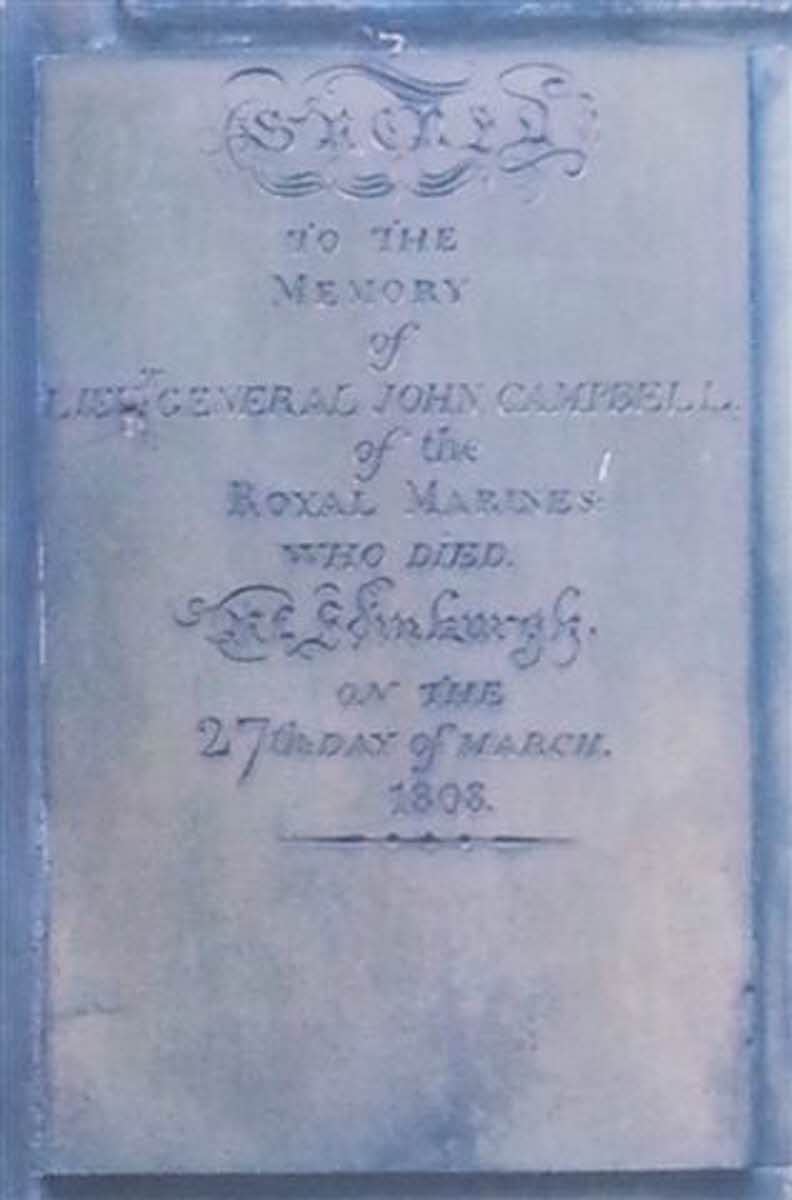 SACRED
TO THE
MEMORY
of
LIEUT GENERAL JOHN CAMPBELL.
of the
ROYAL MARINES
WHO DIED.
At Edinburgh.
ON THE
27th DAY of MARCH.
1808.